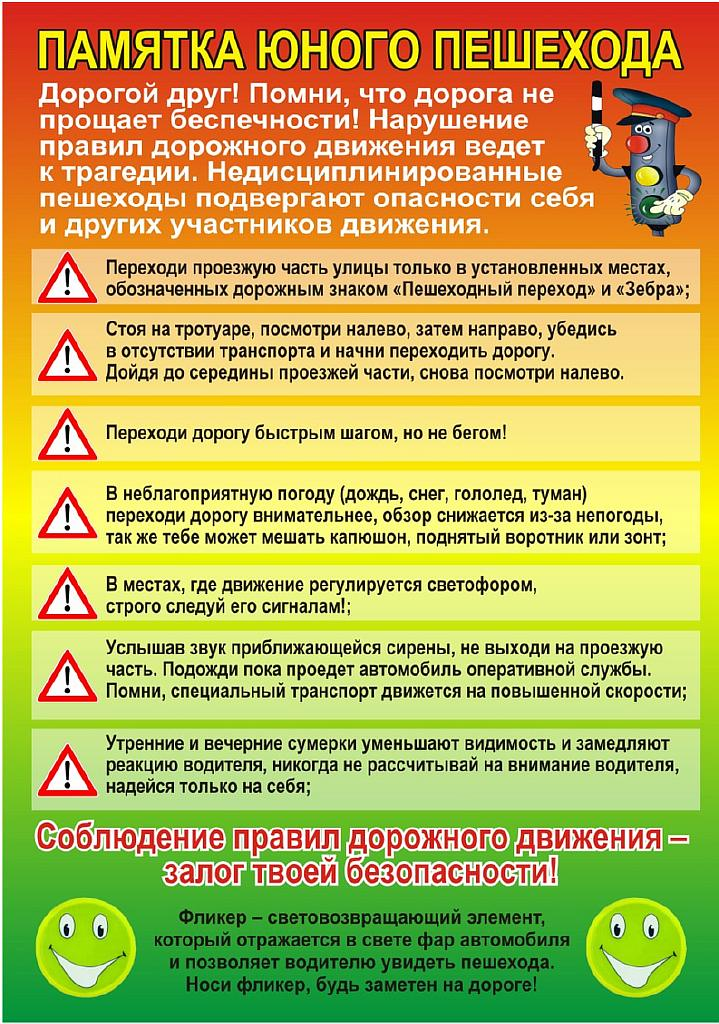 ПАМЯТКА ЮНОГО ПЕШЕХОДА
Дорогой друг! Помни, что дорога не
прощает беспечности! Нарушение
правил дорожного движения ведет
к трагедии. Недисциплинированные
пешеходы подвергают опасности себя
и других участников движения.
Переходи проезжую часть улицы только в установленных местах,
обозначенных дорожным знаком «Пешеходный переход» и «Зебра»;
Стоя на тротуаре, посмотри налево, затем направо, убедись
в отсутствии транспорта и начни переходить дорогу.
Дойдя до середины проезжей части, снова посмотри налево.
Переходи дорогу быстрым шагом, но не бегом!
В неблагоприятную погоду (дождь, снег, гололед, туман)
переходи дорогу внимательнее, обзор снижается из-за непогоды,
так же тебе может мешать капюшон, поднятый воротник или зонт;
В местах, где движение регулируется светофором,
строго следуй его сигналам!;
Услышав звук приближающейся сирены, не выходи на проезжую
часть. Подожди пока проедет автомобиль оперативной службы.
Помни, специальный транспорт движется на повышенной скорости;
Утренние и вечерние сумерки уменьшают видимость и замедляют
реакцию водителя, никогда не рассчитывай на внимание водителя,
надейся только на себя;
Соблюдение правил дорожного движения –
залог твоей безопасности!
Фликер – световозвращающий элемент,
который отражается в свете фар автомобиля
и позволяет водителю увидеть пешехода.
Носи фликер, будь заметен на дороге!